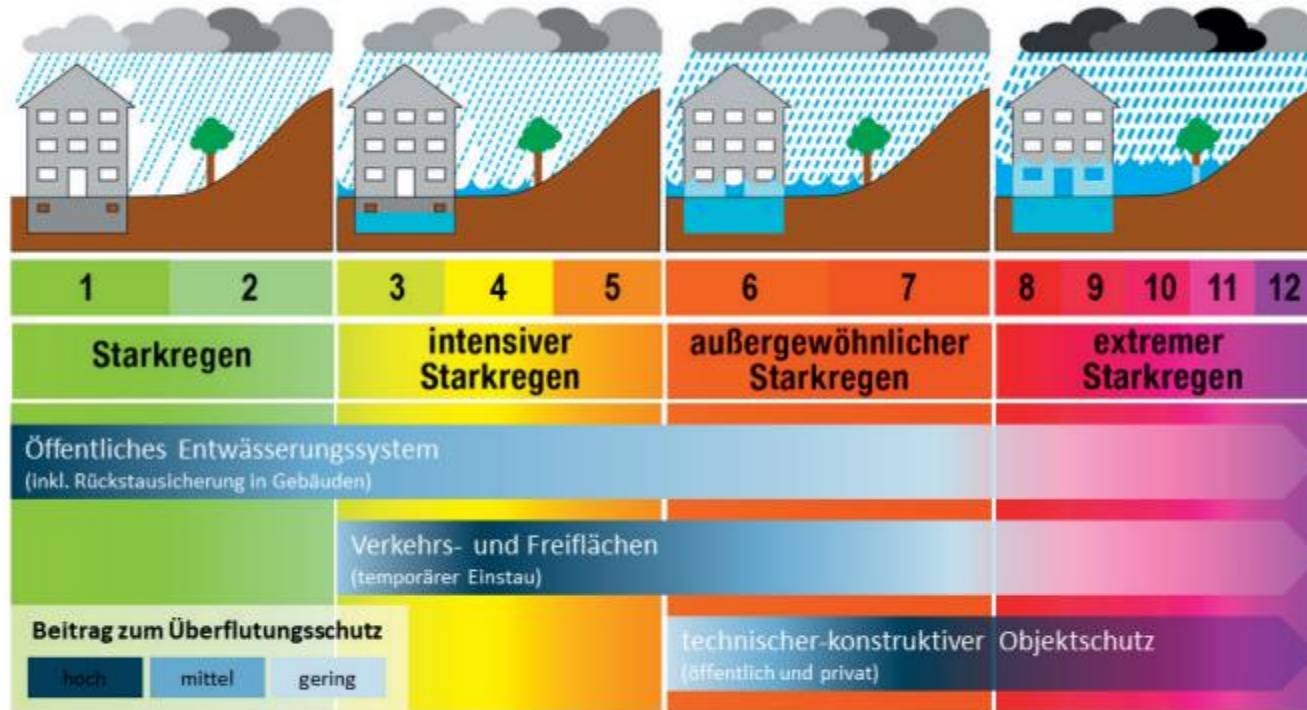 1 2 3 4 5 6 7 8 9 10 11 12
Starkregen
intensiver
Starkregen
außergewöhnlicher
Starkregen
extremer
Starkregen
Öffentliches Entwässerungssystem
(inkl. Rückstausicherung in Gebäuden)
Verkehrs- und Freiflächen
(temporärer Einstau)
technischer-konstruktiver Objektschutz
(öffentlich und privat)
Beitrag zum Überflutungsschutz
hoch mittel gering